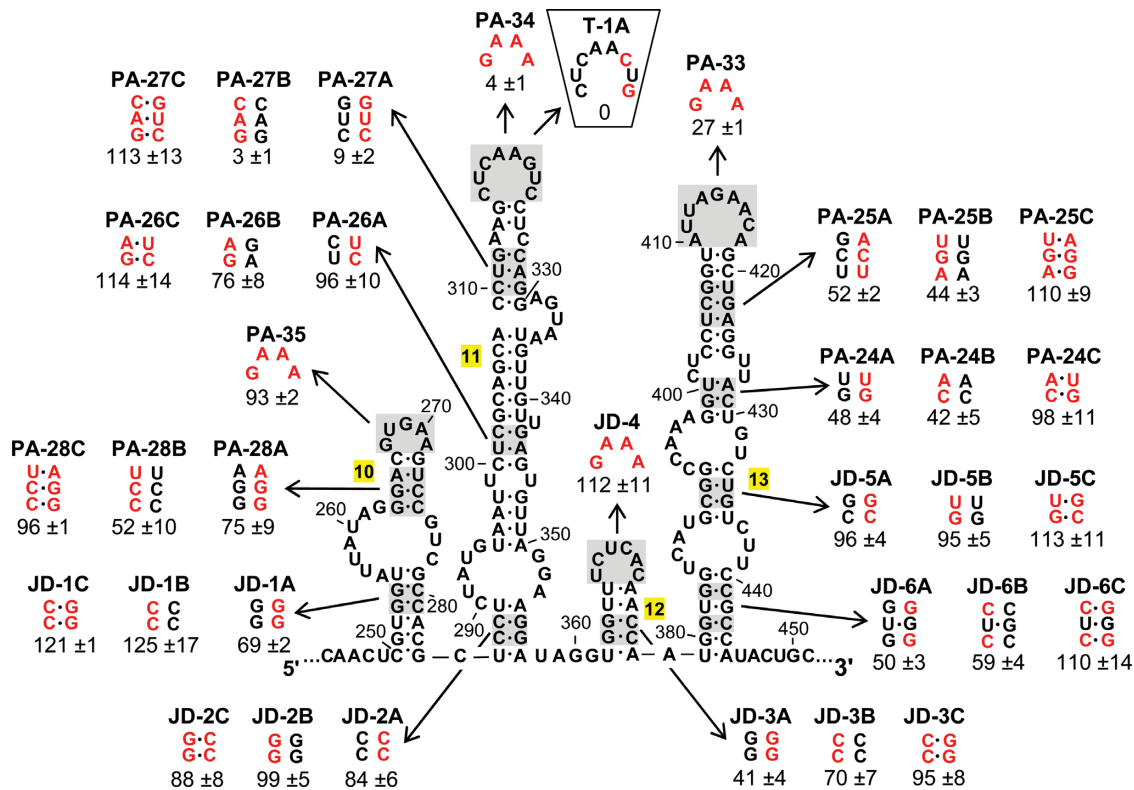 PA-34
G A A A
4 ±1
T-1A
C U C A A C U G
0
PA-33
G A A A
27 ±1
PA-27C
C·G
A U
G·C
113 ±13
PA-27B
C C
A A
G G
3 ±1
PA-27A
G G
U U
C C
9 ±2
PA-26C
A·U
G·C
114 ±14
PA-26B
A G
G A
76 ±8
PA-26A
C U
U C
96 ±10
PA-25A
G A
C C
U U
52 ±2
PA-25B
U U
G G
A A
44 ±3
PA-25C
U·A
G G
A·G
110 ±9
PA-35
G A A A
93 ±2
PA-24A
U U
G G
48 ±4
PA-24B
A A
C C
42 ±5
PA-24C
A·U
C·G
98 ±11
JD-4
G A A A
112 ±11
PA-28C
U·A
C·G
C·G
96 ±1
PA-28B
U U
C C
C C
52 ±10
PA-28A
A A
G G
G G
75 ±9
JD-5A
G G
C C
96 ±4
JD-5B
U U
G G
95 ±5
JD-5C
U·G
G·C
113 ±11
JD-1C
C·G
C·G
121 ±1
JD-1B
C C
C C
125 ±17
JD-1A
G G
G G
69 ±2
JD-6A
G G
U G
G G
50 ±3
JD-6B
C C
U G
C C
59 ±4
JD-6C
C·G
U·G
C·G
110 ±14
JD-2C
G·C
G·C
88 ±8
JD-2B
G G
G G
99 ±5
JD-2A
C C
C C
84 ±6
JD-3A
G G
G G
41 ±4
JD-3B
C C
C C
70 ±7
JD-3C
C·G
C·G
95 ±8
10
11
12
13
250
260
270
280
290
300
310
330
340
350
360
380
400
410
420
430
440
450
5' ···CAACUC G – C – U·A UAGGU·A – A – U·AUACUGC··· 3'